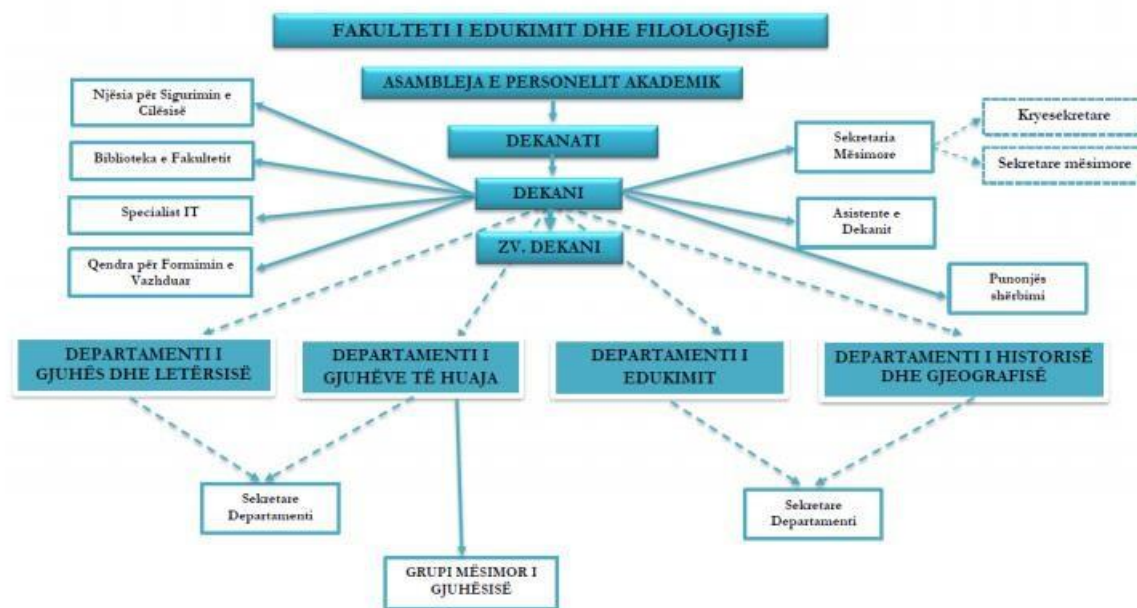 FAKULTETI I EDUKIMIT DHE FILOLOGJISË
ASAMBLEJA E PERSONELIT AKADEMIK
Njësia për Sigurimin e
Cilësisë
Kryesekretare
DEKANATI
Sekretaria
Mësimore
Biblioteka e Fakultetit
Sekretare mësimore
DEKANI
Specialist IT
Asistente e
Dekanit
ZV. DEKANI
Qendra për Formimin e
Vazhduar
Punonjës
shërbimi
DEPARTAMENTI I
GJUHËS DHE LETËRSISË
DEPARTAMENTI I
GJUHËVE TË HUAJA
DEPARTAMENTI I
EDUKIMIT
DEPARTAMENTI I HISTORISË
DHE GJEOGRAFISË
Sekretare
Departamenti
Sekretare
Departamenti
GRUPI MËSIMOR I
GJUHËSISË